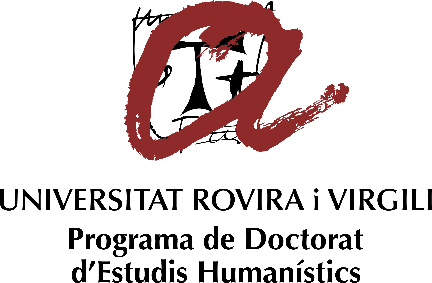 UNIVERSITAT ROVIRA i VIRGILI
Programa de Doctorat
d'Estudis Humanístics